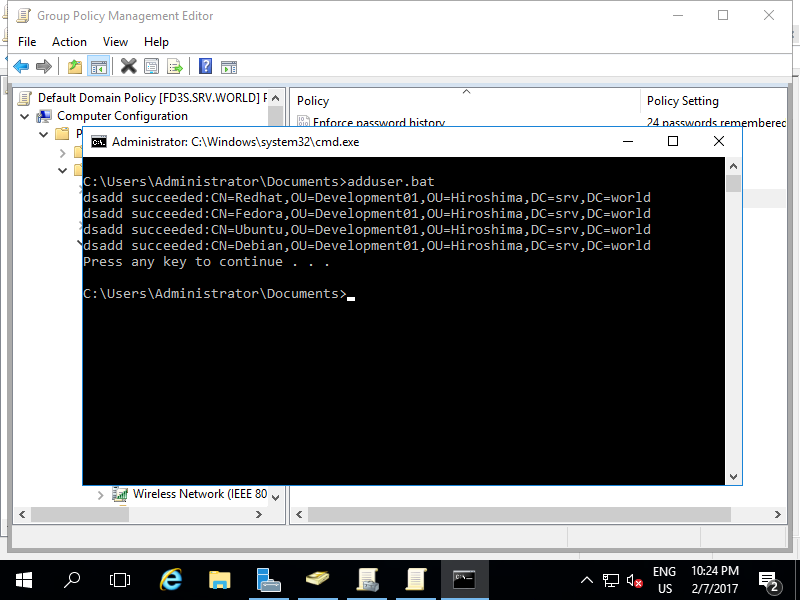 Group Policy Management Editor
File Action View Help
Default Domain Policy [FD3S.SRV.WORLD]
Computer Configuration
Policy Policy Setting
Enforce password history 24 passwords remembered
Administrator: C:\Windows\system32\cmd.exe
C:\Users\Administrator\Documents>adduser.bat
dsadd succeeded:CN=Redhat,OU=Development01,OU=Hiroshima,DC=srv,DC=world
dsadd succeeded:CN=Fedora,OU=Development01,OU=Hiroshima,DC=srv,DC=world
dsadd succeeded:CN=Ubuntu,OU=Development01,OU=Hiroshima,DC=srv,DC=world
dsadd succeeded:CN=Debian,OU=Development01,OU=Hiroshima,DC=srv,DC=world
Press any key to continue . . .
C:\Users\Administrator\Documents>
Wireless Network (IEEE 80
ENG
US
10:24 PM
2/7/2017
2